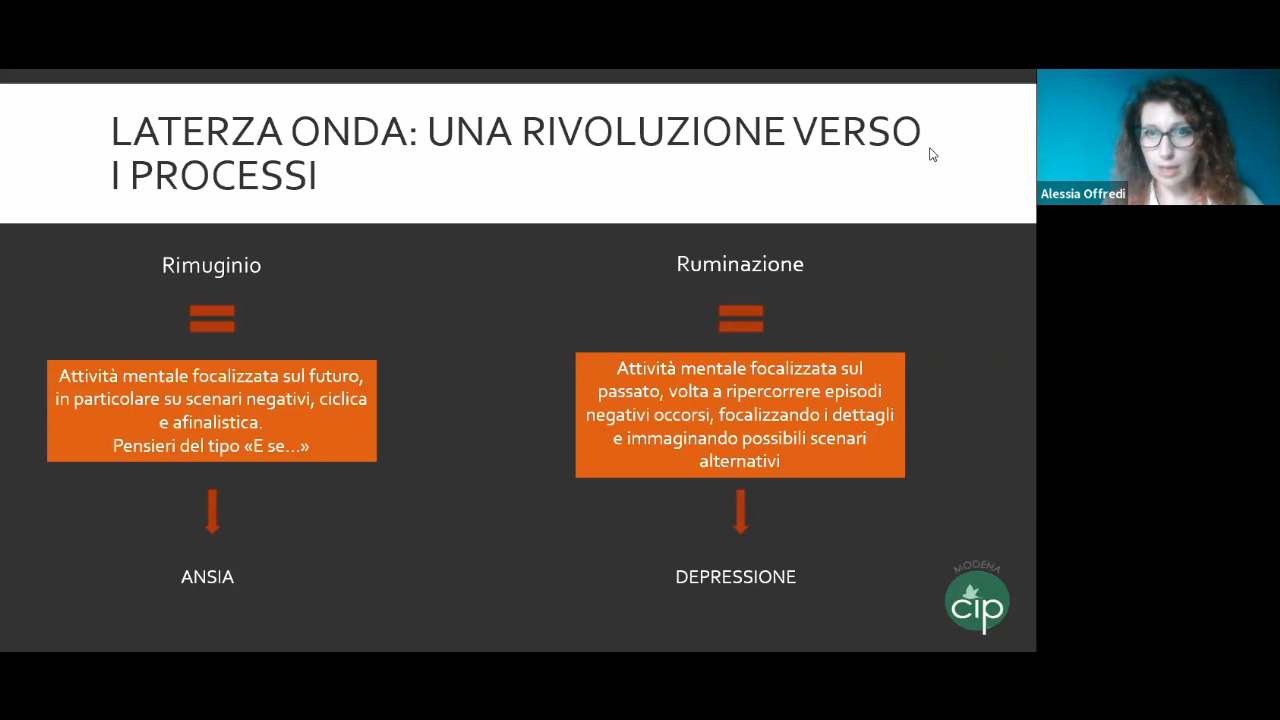 LATERZA ONDA: UNA RIVOLUZIONE VERSO
I PROCESSI
Alessia Offredi
Rimuginio
Attività mentale focalizzata sul futuro,
in particolare su scenari negativi, ciclica
e afinalistica.
Pensieri del tipo «E se...»
ANSIA
Ruminazione
Attività mentale focalizzata sul
passato, volta a ripercorrere episodi
negativi occorsi, focalizzando i dettagli
e immaginando possibili scenari
alternativi
DEPRESSIONE
MODENA
cip